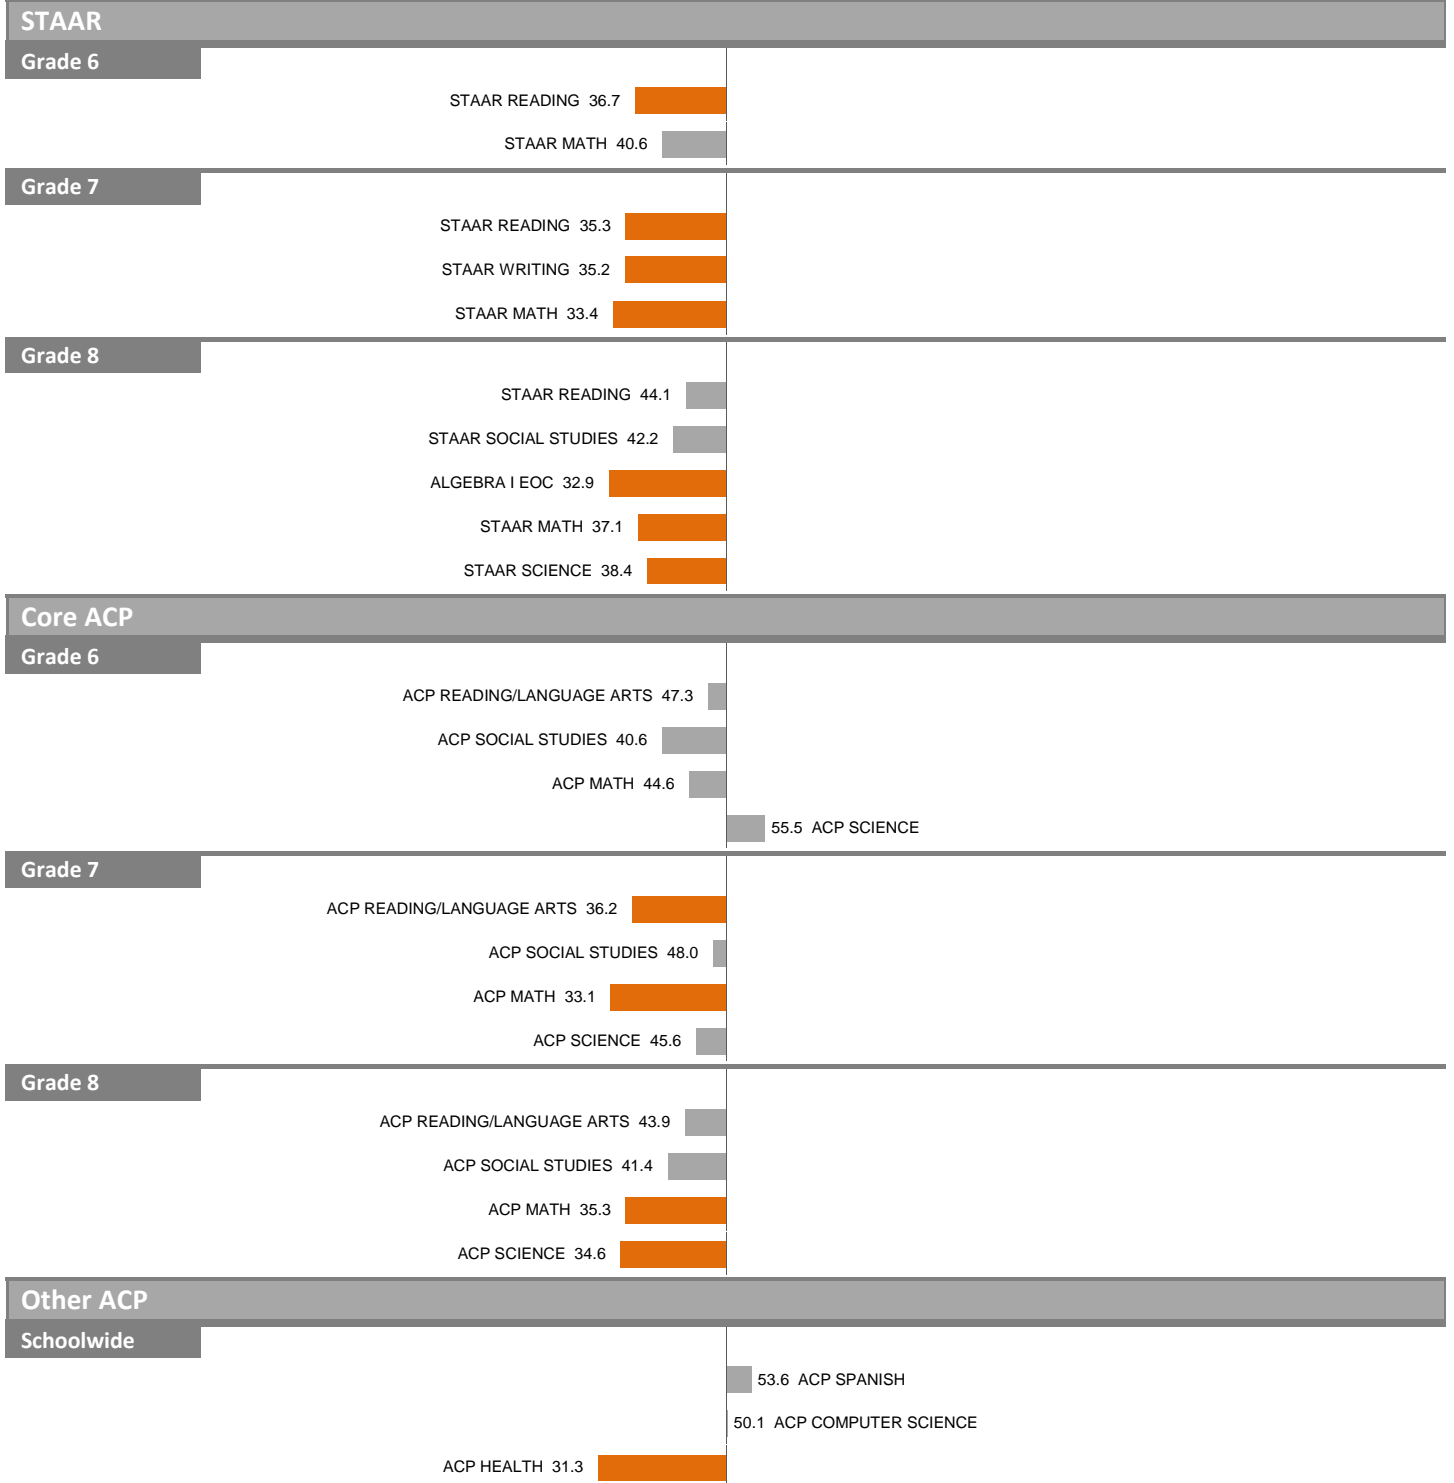 STAAR
Grade 6
STAAR READING 36.7
STAAR MATH 40.6
Grade 7
STAAR READING 35.3
STAAR WRITING 35.2
STAAR MATH 33.4
Grade 8
STAAR READING 44.1
STAAR SOCIAL STUDIES 42.2
ALGEBRA I EOC 32.9
STAAR MATH 37.1
STAAR SCIENCE 38.4
Core ACP
Grade 6
ACP READING/LANGUAGE ARTS 47.3
ACP SOCIAL STUDIES 40.6
ACP MATH 44.6
55.5 ACP SCIENCE
Grade 7
ACP READING/LANGUAGE ARTS 36.2
ACP SOCIAL STUDIES 48.0
ACP MATH 33.1
ACP SCIENCE 45.6
Grade 8
ACP READING/LANGUAGE ARTS 43.9
ACP SOCIAL STUDIES 41.4
ACP MATH 35.3
ACP SCIENCE 34.6
Other ACP
Schoolwide
53.6 ACP SPANISH
50.1 ACP COMPUTER SCIENCE
ACP HEALTH 31.3